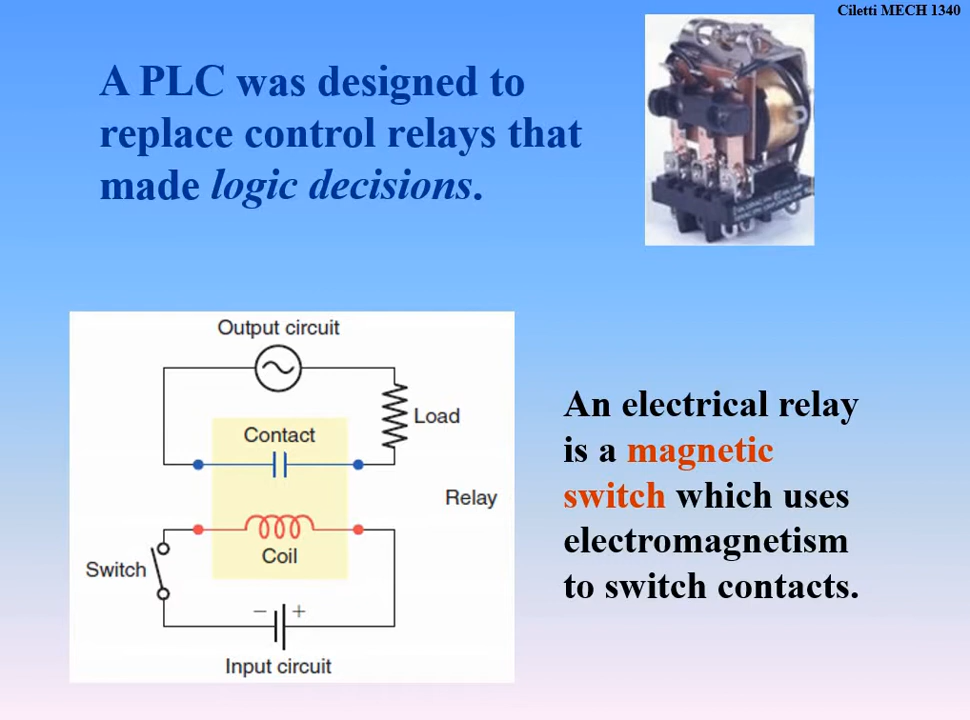 Ciletti MECH 1340
A PLC was designed to
replace control relays that
made logic decisions.
Output circuit
Load
Contact
Relay
Coil
Switch
− +
Input circuit
An electrical relay
is a magnetic
switch which uses
electromagnetism
to switch contacts.